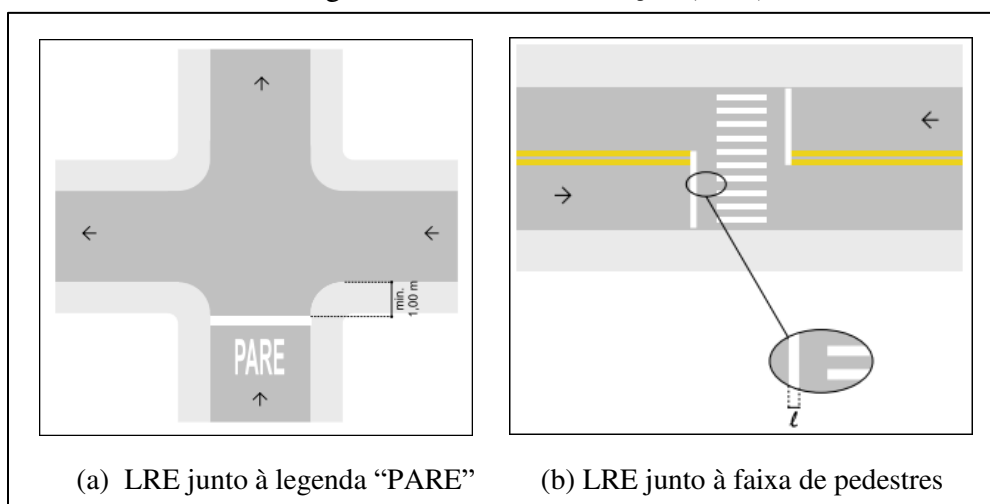 min.
1,00 m
PARE
ℓ
(a) LRE junto à legenda “PARE”
(b) LRE junto à faixa de pedestres